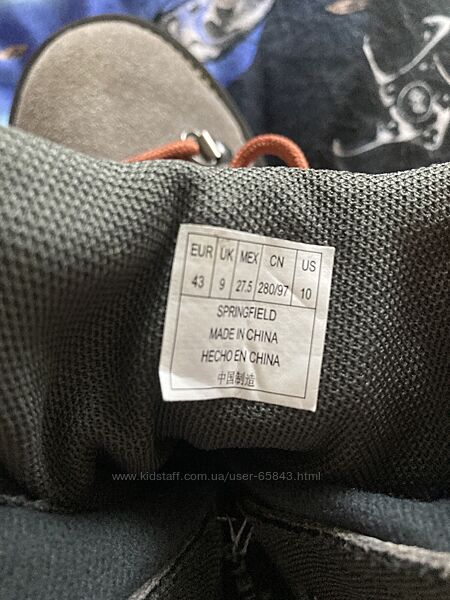 EUR UK MEX CN US
43 9 27.5 280/97 10
SPRINGFIELD
MADE IN CHINA
HECHO EN CHINA
中国制造
www.kidstaff.com.ua/user-65843.html